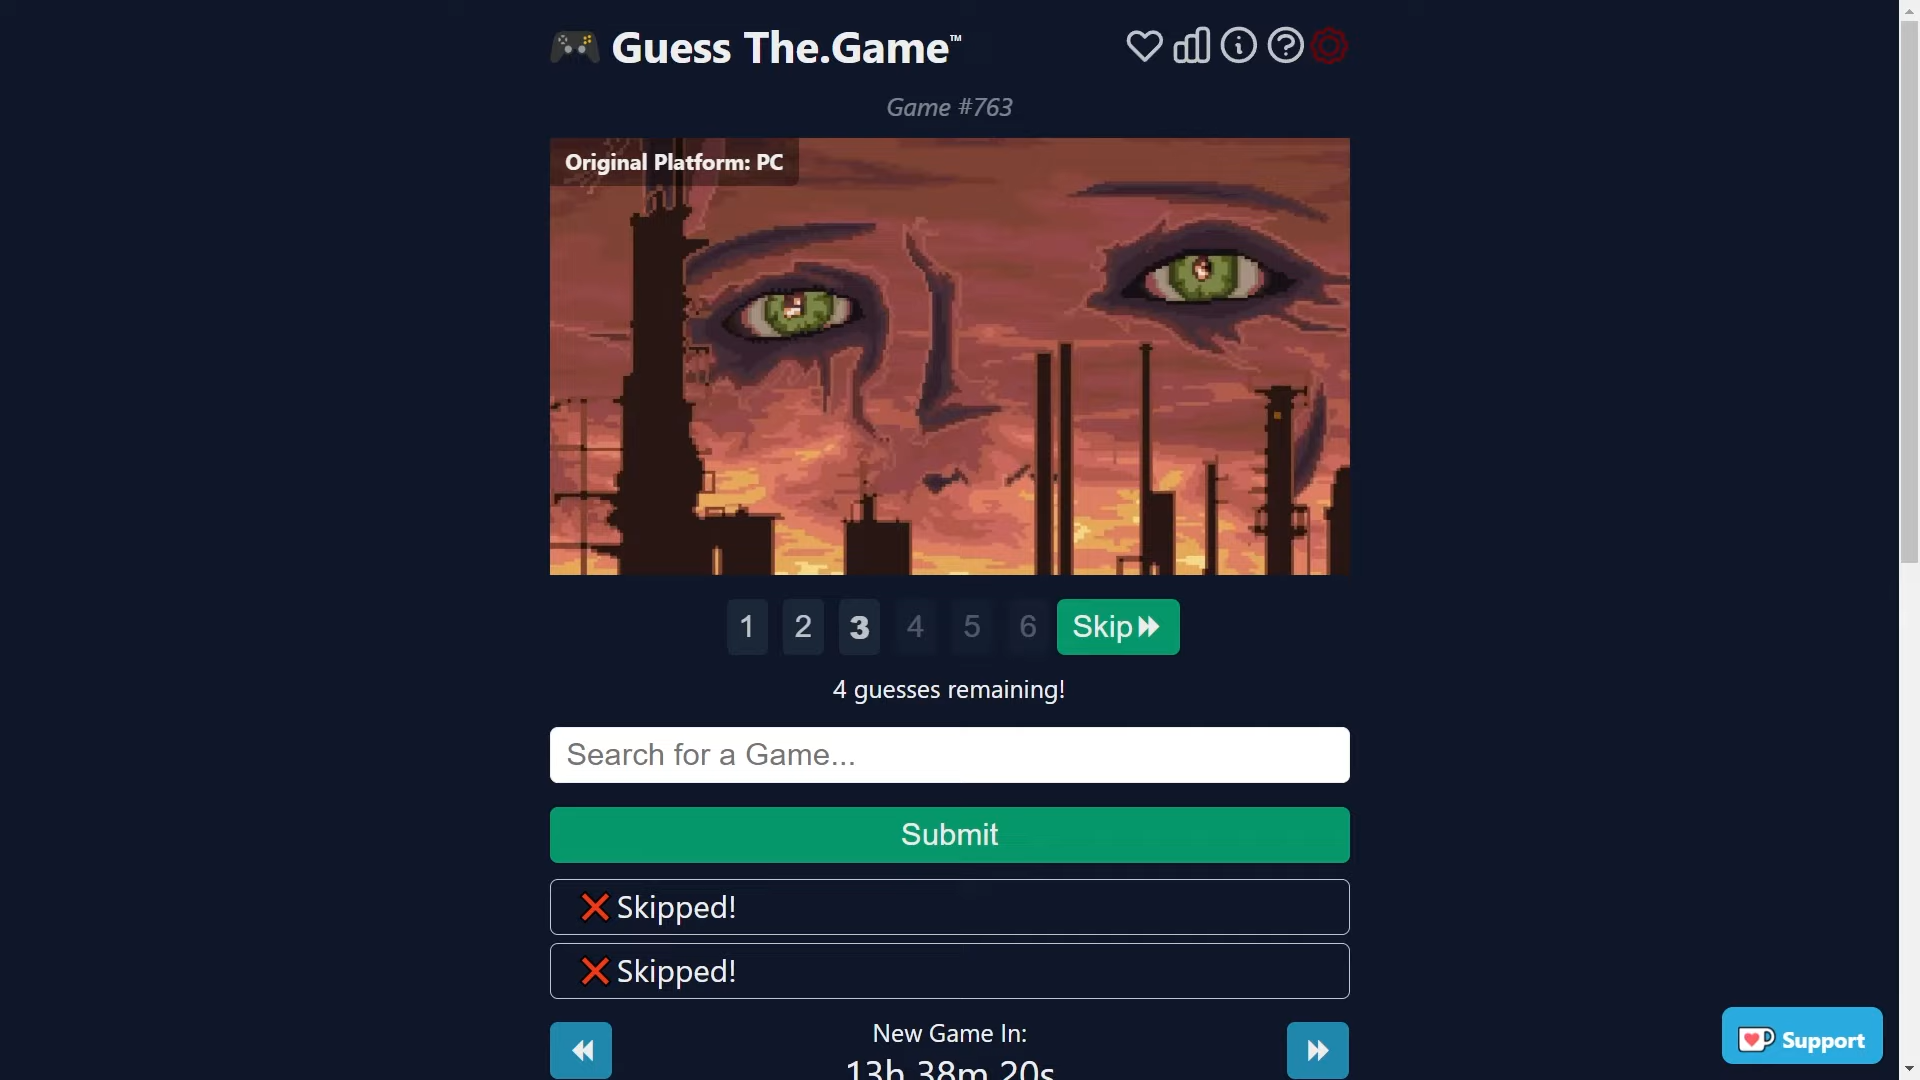 Guess The.Game™
Game #763
Original Platform: PC
1 2 3 4 5 6 Skip
4 guesses remaining!
Search for a Game...
Submit
Skipped!
Skipped!
New Game In:
13h 38m 20s
Support